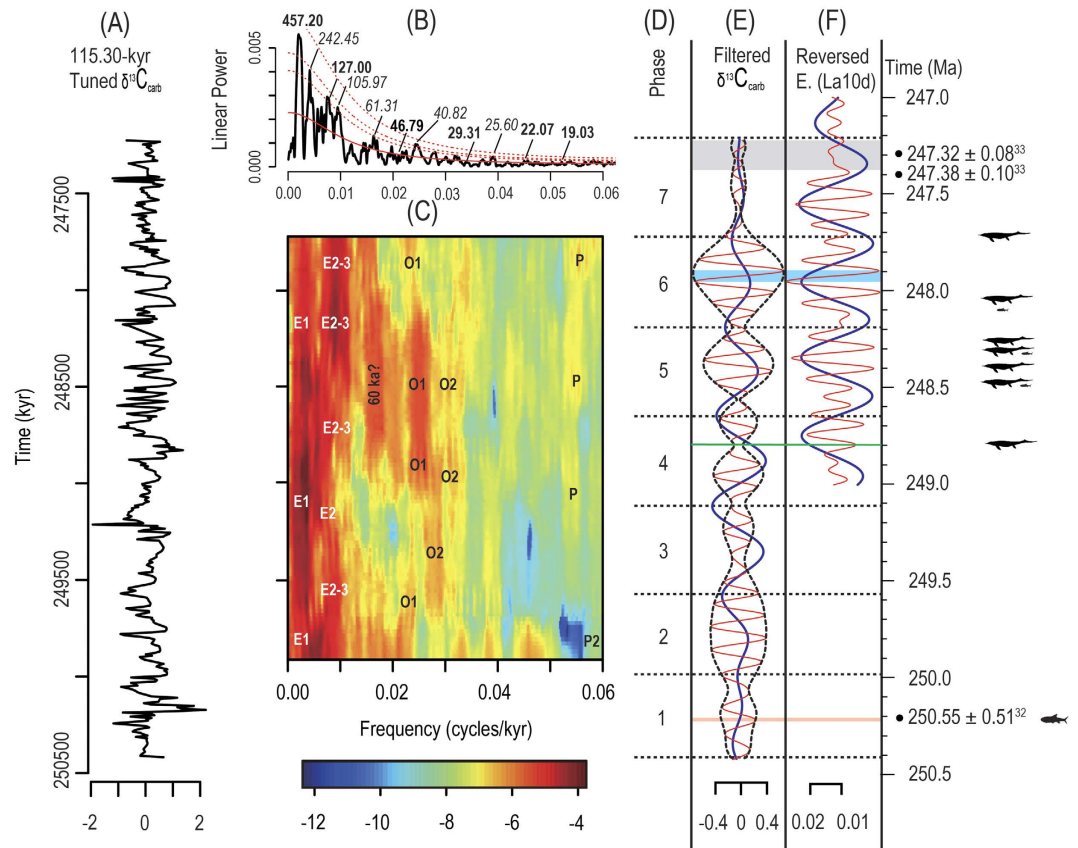 (A)
115.30-kyr
Tuned δ¹³Ccarb
Time (kyr)
247500
248500
249500
250500
-2 0 2
(B)
Linear Power
0.005
0.000
457.20
242.45
127.00
105.97
61.31
46.79
40.82
29.31
25.60
22.07
19.03
0.00 0.01 0.02 0.03 0.04 0.05 0.06
(C)
E2-3 O1 P
E1 E2-3
60 ka? O1 O2 P
E2-3
O1 O2
E1 E2 P
O2
E2-3 O1
E1 P2
0.00 0.02 0.04 0.06
Frequency (cycles/kyr)
-12 -10 -8 -6 -4
(D)
Phase
7
6
5
4
3
2
1
(E)
Filtered
δ¹³Ccarb
-0.4 0 0.4
(F)
Reversed
E. (La10d)
0.02 0.01
Time (Ma)
247.0
247.32 ± 0.08³³
247.38 ± 0.10³³
247.5
248.0
248.5
249.0
249.5
250.0
250.55 ± 0.51³²
250.5